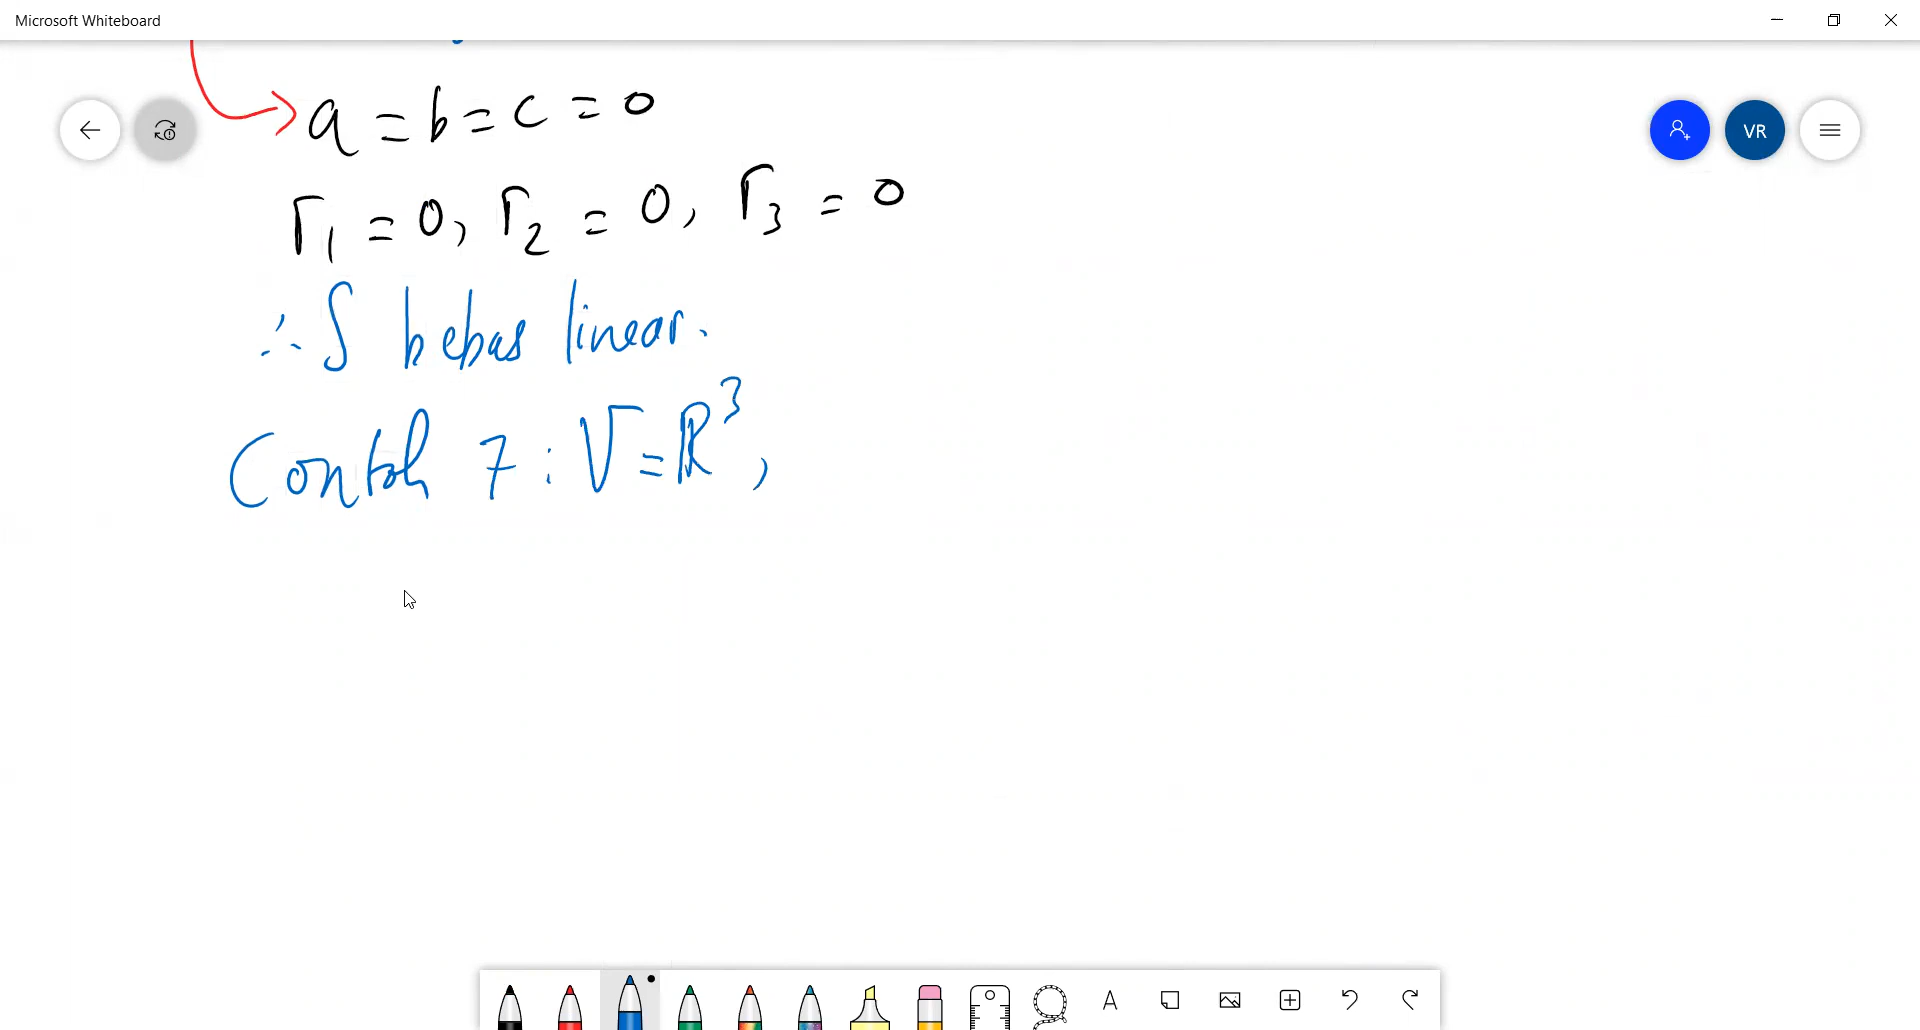 Microsoft Whiteboard
a = b = c = 0
r₁ = 0, r₂ = 0, r₃ = 0
∴ S bebas linear.
Contoh 7 : V = ℝ³,
VR
A